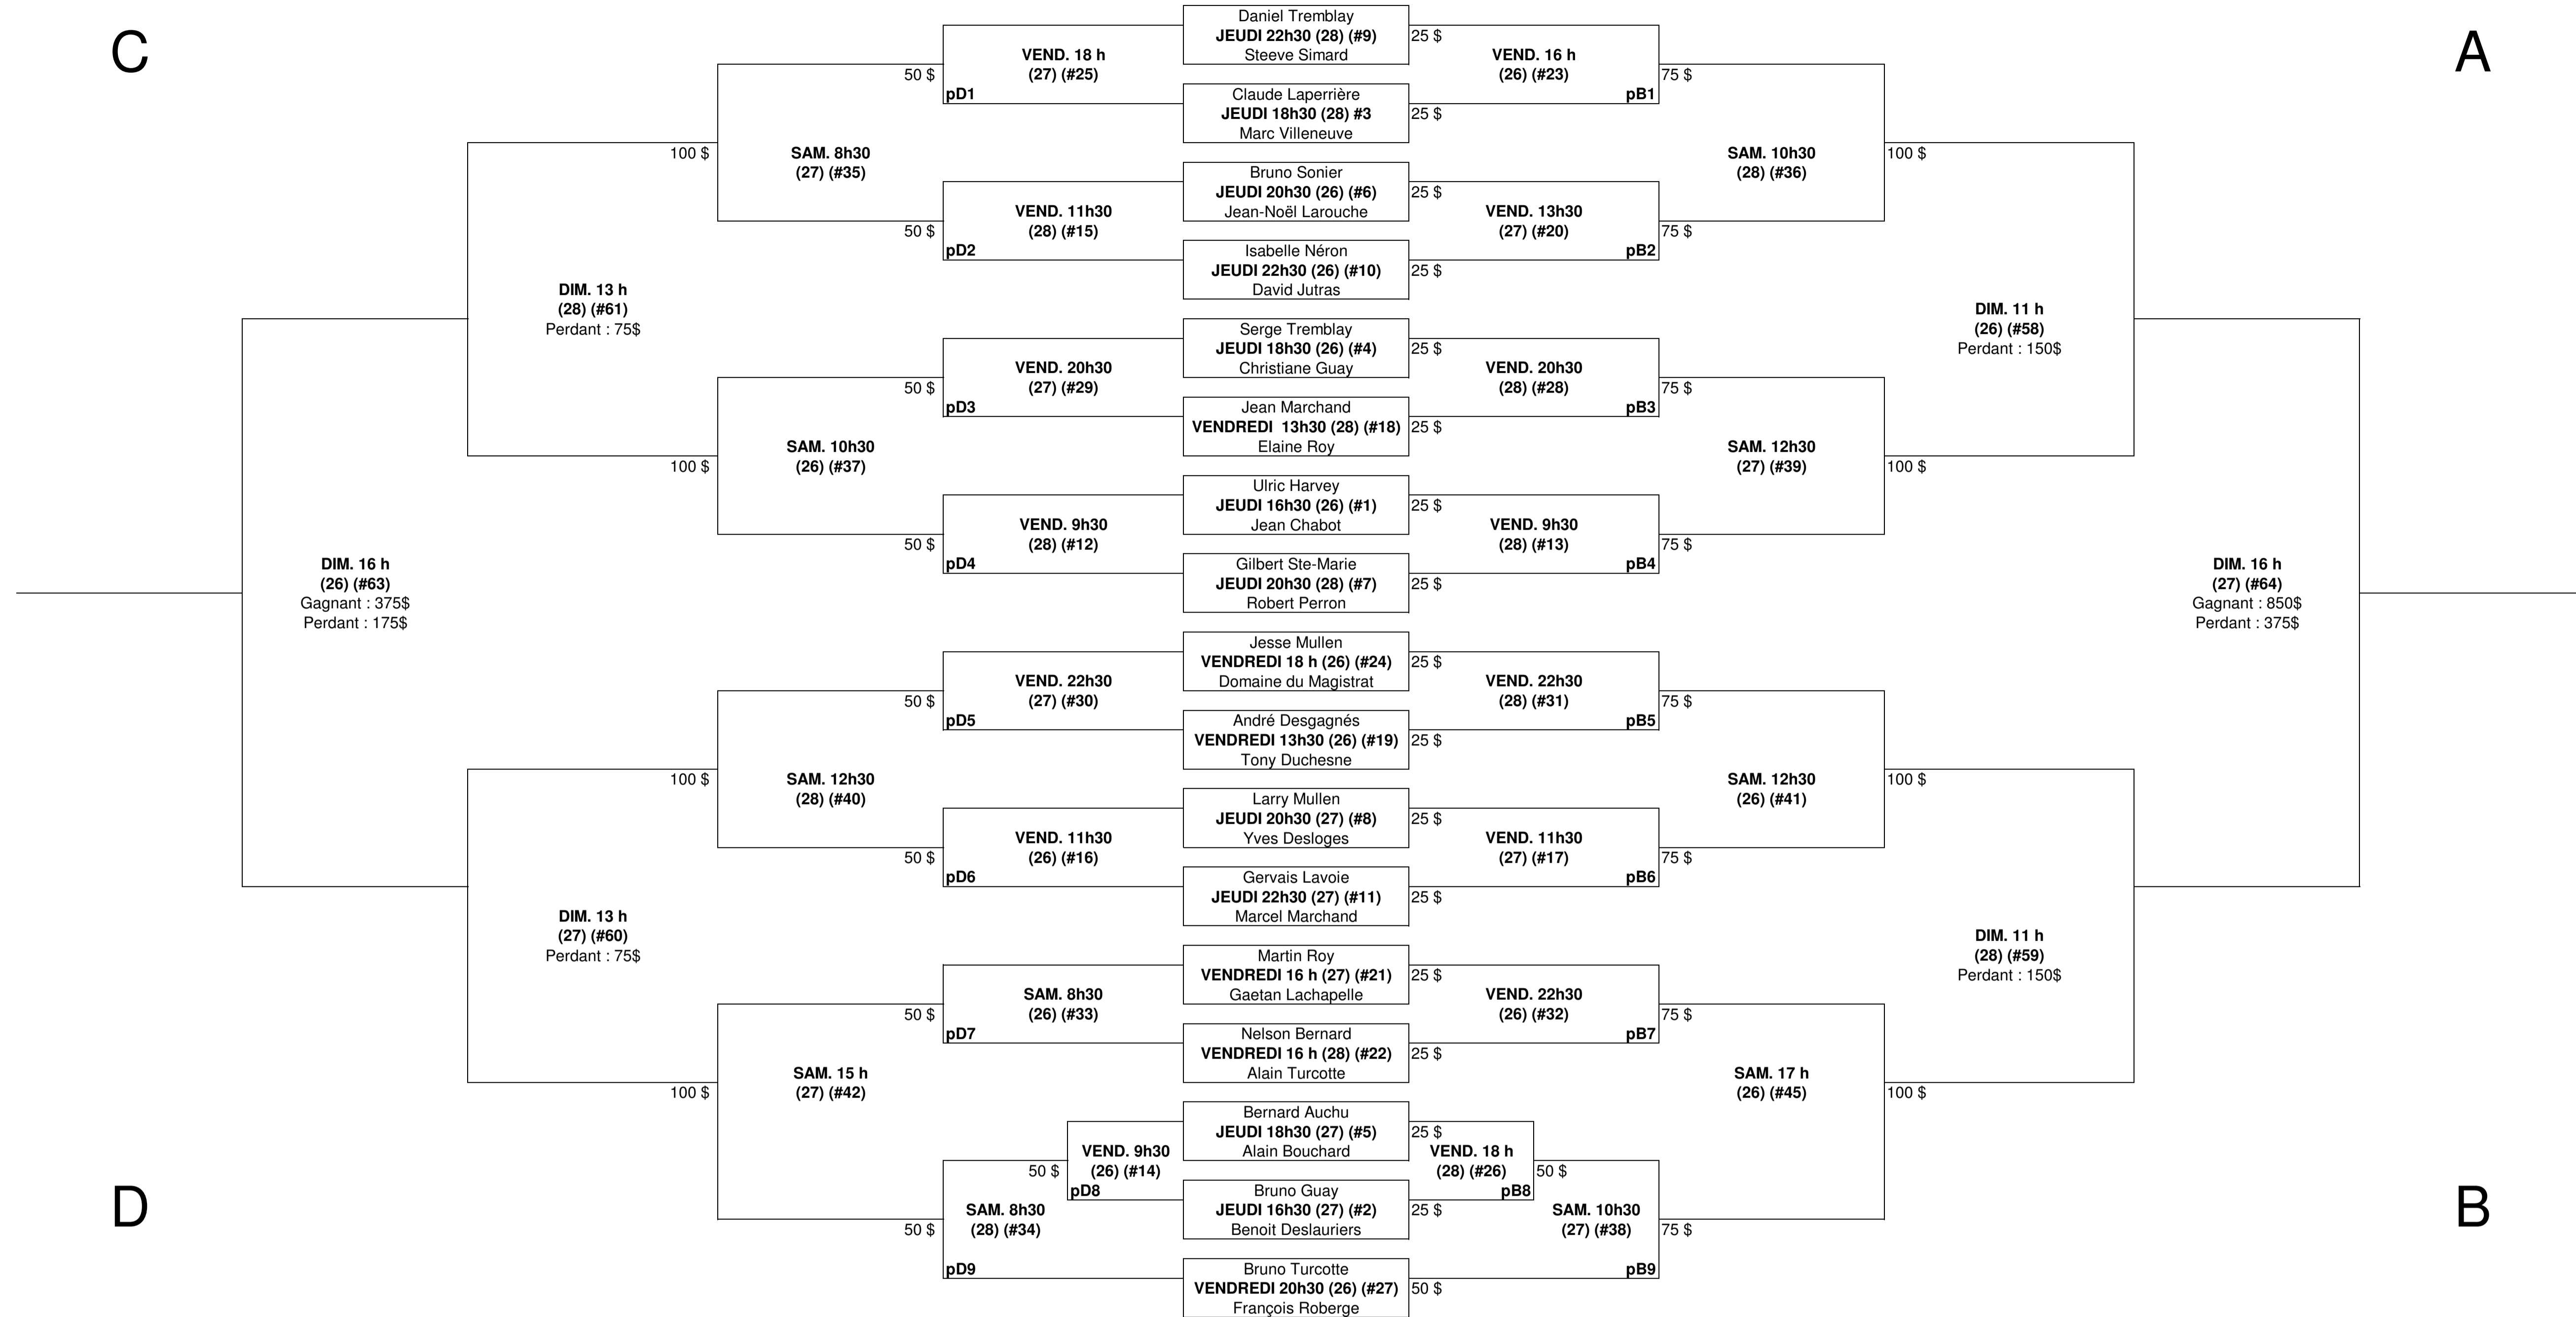 C
A
D
B
Daniel Tremblay
JEUDI 22h30 (28) (#9)
Steeve Simard
Claude Laperrière
JEUDI 18h30 (28) #3
Marc Villeneuve
Bruno Sonier
JEUDI 20h30 (26) (#6)
Jean-Noël Larouche
Isabelle Néron
JEUDI 22h30 (26) (#10)
David Jutras
Serge Tremblay
JEUDI 18h30 (26) (#4)
Christiane Guay
Jean Marchand
VENDREDI  13h30 (28) (#18)
Elaine Roy
Ulric Harvey
JEUDI 16h30 (26) (#1)
Jean Chabot
Gilbert Ste-Marie
JEUDI 20h30 (28) (#7)
Robert Perron
Jesse Mullen
VENDREDI 18 h (26) (#24)
Domaine du Magistrat
André Desgagnés
VENDREDI 13h30 (26) (#19)
Tony Duchesne
Larry Mullen
JEUDI 20h30 (27) (#8)
Yves Desloges
Gervais Lavoie
JEUDI 22h30 (27) (#11)
Marcel Marchand
Martin Roy
VENDREDI 16 h (27) (#21)
Gaetan Lachapelle
Nelson Bernard
VENDREDI 16 h (28) (#22)
Alain Turcotte
Bernard Auchu
JEUDI 18h30 (27) (#5)
Alain Bouchard
Bruno Guay
JEUDI 16h30 (27) (#2)
Benoit Deslauriers
Bruno Turcotte
VENDREDI 20h30 (26) (#27)
François Roberge
VEND. 18 h
(27) (#25)
50 $
pD1
VEND. 11h30
(28) (#15)
50 $
pD2
VEND. 20h30
(27) (#29)
50 $
pD3
VEND. 9h30
(28) (#12)
50 $
pD4
VEND. 22h30
(27) (#30)
50 $
pD5
VEND. 11h30
(26) (#16)
50 $
pD6
SAM. 8h30
(26) (#33)
50 $
pD7
VEND. 9h30
(26) (#14)
50 $
pD8
SAM. 8h30
(28) (#34)
50 $
pD9
SAM. 8h30
(27) (#35)
100 $
SAM. 10h30
(26) (#37)
100 $
SAM. 12h30
(28) (#40)
100 $
SAM. 15 h
(27) (#42)
100 $
DIM. 13 h
(28) (#61)
Perdant : 75$
DIM. 13 h
(27) (#60)
Perdant : 75$
DIM. 16 h
(26) (#63)
Gagnant : 375$
Perdant : 175$
25 $
VEND. 16 h
(26) (#23)
75 $
pB1
25 $
25 $
VEND. 13h30
(27) (#20)
75 $
pB2
25 $
25 $
VEND. 20h30
(28) (#28)
75 $
pB3
25 $
25 $
VEND. 9h30
(28) (#13)
75 $
pB4
25 $
25 $
VEND. 22h30
(28) (#31)
75 $
pB5
25 $
25 $
VEND. 11h30
(27) (#17)
75 $
pB6
25 $
25 $
VEND. 22h30
(26) (#32)
75 $
pB7
25 $
25 $
VEND. 18 h
(28) (#26)
50 $
pB8
25 $
SAM. 10h30
(27) (#38)
75 $
pB9
50 $
SAM. 10h30
(28) (#36)
100 $
SAM. 12h30
(27) (#39)
100 $
SAM. 12h30
(26) (#41)
100 $
SAM. 17 h
(26) (#45)
100 $
DIM. 11 h
(26) (#58)
Perdant : 150$
DIM. 11 h
(28) (#59)
Perdant : 150$
DIM. 16 h
(27) (#64)
Gagnant : 850$
Perdant : 375$